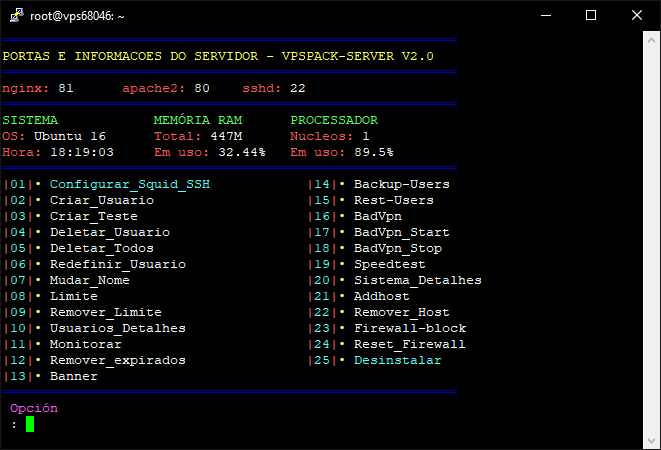 root@vps68046: ~
PORTAS E INFORMACOES DO SERVIDOR - VPSPACK-SERVER V2.0
nginx: 81 apache2: 80 sshd: 22
SISTEMA MEMÓRIA RAM PROCESSADOR
OS: Ubuntu 16 Total: 447M Nucleos: 1
Hora: 18:19:03 Em uso: 32.44% Em uso: 89.5%
|01|• Configurar_Squid_SSH |14|• Backup-Users
|02|• Criar_Usuario |15|• Rest-Users
|03|• Criar_Teste |16|• BadVpn
|04|• Deletar_Usuario |17|• BadVpn_Start
|05|• Deletar_Todos |18|• BadVpn_Stop
|06|• Redefinir_Usuario |19|• Speedtest
|07|• Mudar_Nome |20|• Sistema_Detalhes
|08|• Limite |21|• Addhost
|09|• Remover_Limite |22|• Remover_Host
|10|• Usuarios_Detalhes |23|• Firewall-block
|11|• Monitorar |24|• Reset_Firewall
|12|• Remover_expirados |25|• Desinstalar
|13|• Banner
Opción
: